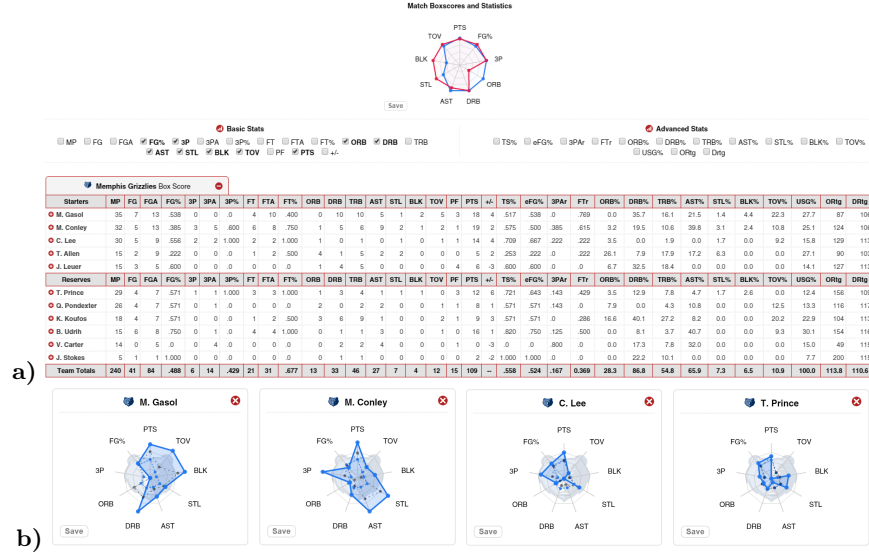 Match Boxscores and Statistics
PTS
TOV FG%
BLK 3P
STL ORB
AST DRB
Save
Basic Stats Advanced Stats
MP FG FGA FG% 3P 3PA 3P% FT FTA FT% ORB DRB TRB TS% eFG% 3PAr FTr ORB% DRB% TRB% AST% STL% BLK% TOV%
AST STL BLK TOV PF PTS +/- USG% ORtg Drtg
Memphis Grizzlies Box Score
Starters MP FG FGA FG% 3P 3PA 3P% FT FTA FT% ORB DRB TRB AST STL BLK TOV PF PTS +/- TS% eFG% 3PAr FTr ORB% DRB% TRB% AST% STL% BLK% TOV% USG% ORtg DRtg
M. Gasol 35 7 13 .538 0 0 .0 4 10 .400 0 10 10 5 1 2 5 3 18 4 .517 .538 .0 .769 0.0 35.7 16.1 21.5 1.4 4.4 22.3 27.7 87 106
M. Conley 32 5 13 .385 3 5 .600 6 8 .750 1 5 6 9 2 1 2 1 19 2 .575 .500 .385 .615 3.2 19.5 10.6 39.8 3.1 2.4 10.8 25.1 124 106
C. Lee 30 5 9 .556 2 2 1.000 2 2 1.000 1 0 1 0 1 0 1 1 14 4 .709 .667 .222 .222 3.5 0.0 1.9 0.0 1.7 0.0 9.2 15.8 129 113
T. Allen 15 2 9 .222 0 0 .0 1 2 .500 4 1 5 2 2 0 0 0 5 2 .253 .222 .0 .222 26.1 7.9 17.9 17.2 6.3 0.0 0.0 27.1 90 103
J. Leuer 15 3 5 .600 0 0 .0 0 0 .0 1 4 5 0 0 0 0 4 6 -3 .600 .600 .0 .0 6.7 32.5 18.4 0.0 0.0 0.0 0.0 14.1 127 113
Reserves MP FG FGA FG% 3P 3PA 3P% FT FTA FT% ORB DRB TRB AST STL BLK TOV PF PTS +/- TS% eFG% 3PAr FTr ORB% DRB% TRB% AST% STL% BLK% TOV% USG% ORtg DRtg
T. Prince 29 4 7 .571 1 1 1.000 3 3 1.000 1 3 4 1 1 1 0 3 12 6 .721 .643 .143 .429 3.5 12.9 7.8 4.7 1.7 2.6 0.0 12.4 156
Q. Pondexter 26 4 7 .571 0 1 .0 0 0 .0 2 0 2 2 0 0 1 1 8 1 .571 .571 .143 .0 7.9 0.0 4.3 10.8 0.0 0.0 12.5 13.3 116
K. Koufos 18 4 7 .571 0 0 .0 1 2 .500 3 6 9 1 0 0 2 1 9 3 .571 .571 .0 .286 16.6 40.1 27.2 8.2 0.0 0.0 20.2 22.9 104
B. Udrih 15 6 8 .750 0 1 .0 4 4 1.000 0 1 1 3 0 0 1 0 16 1 .820 .750 .125 .500 0.0 8.1 3.7 40.7 0.0 0.0 9.3 30.1 154
V. Carter 14 0 5 .0 0 4 .0 0 0 .0 0 2 2 4 0 0 1 0 0 -3 .0 .0 .800 .0 0.0 17.3 7.8 32.0 0.0 0.0 15.0 49
J. Stokes 5 1 1 1.000 0 0 .0 0 0 .0 0 1 1 0 0 0 0 2 2 -2 1.000 1.000 .0 .0 0.0 22.2 10.1 0.0 0.0 0.0 0.0 7.7 200
a) Team Totals 240 41 84 .488 6 14 .429 21 31 .677 13 33 46 27 7 4 12 15 109 -- .558 .524 .167 0.369 28.3 86.8 54.8 65.9 7.3 6.5 10.9 100.0 113.8 110.6
M. Gasol M. Conley C. Lee T. Prince
PTS PTS PTS PTS
FG% TOV FG% TOV FG% TOV FG% TOV
3P BLK 3P BLK 3P BLK 3P BLK
ORB STL ORB STL ORB STL ORB STL
DRB AST DRB AST DRB AST DRB AST
b) Save Save Save Save